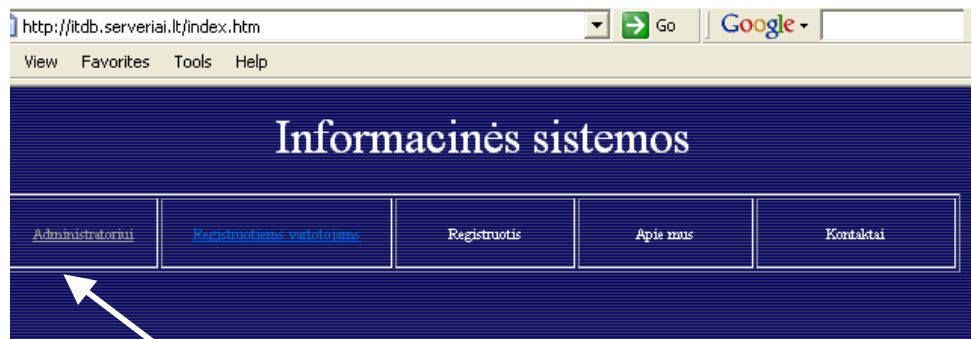 http://itdb.serveriai.lt/index.htm Go Google
View Favorites Tools Help
Informacinės sistemos
Administratoriui Registruotiems vartotojams Registruotis Apie mus Kontaktai